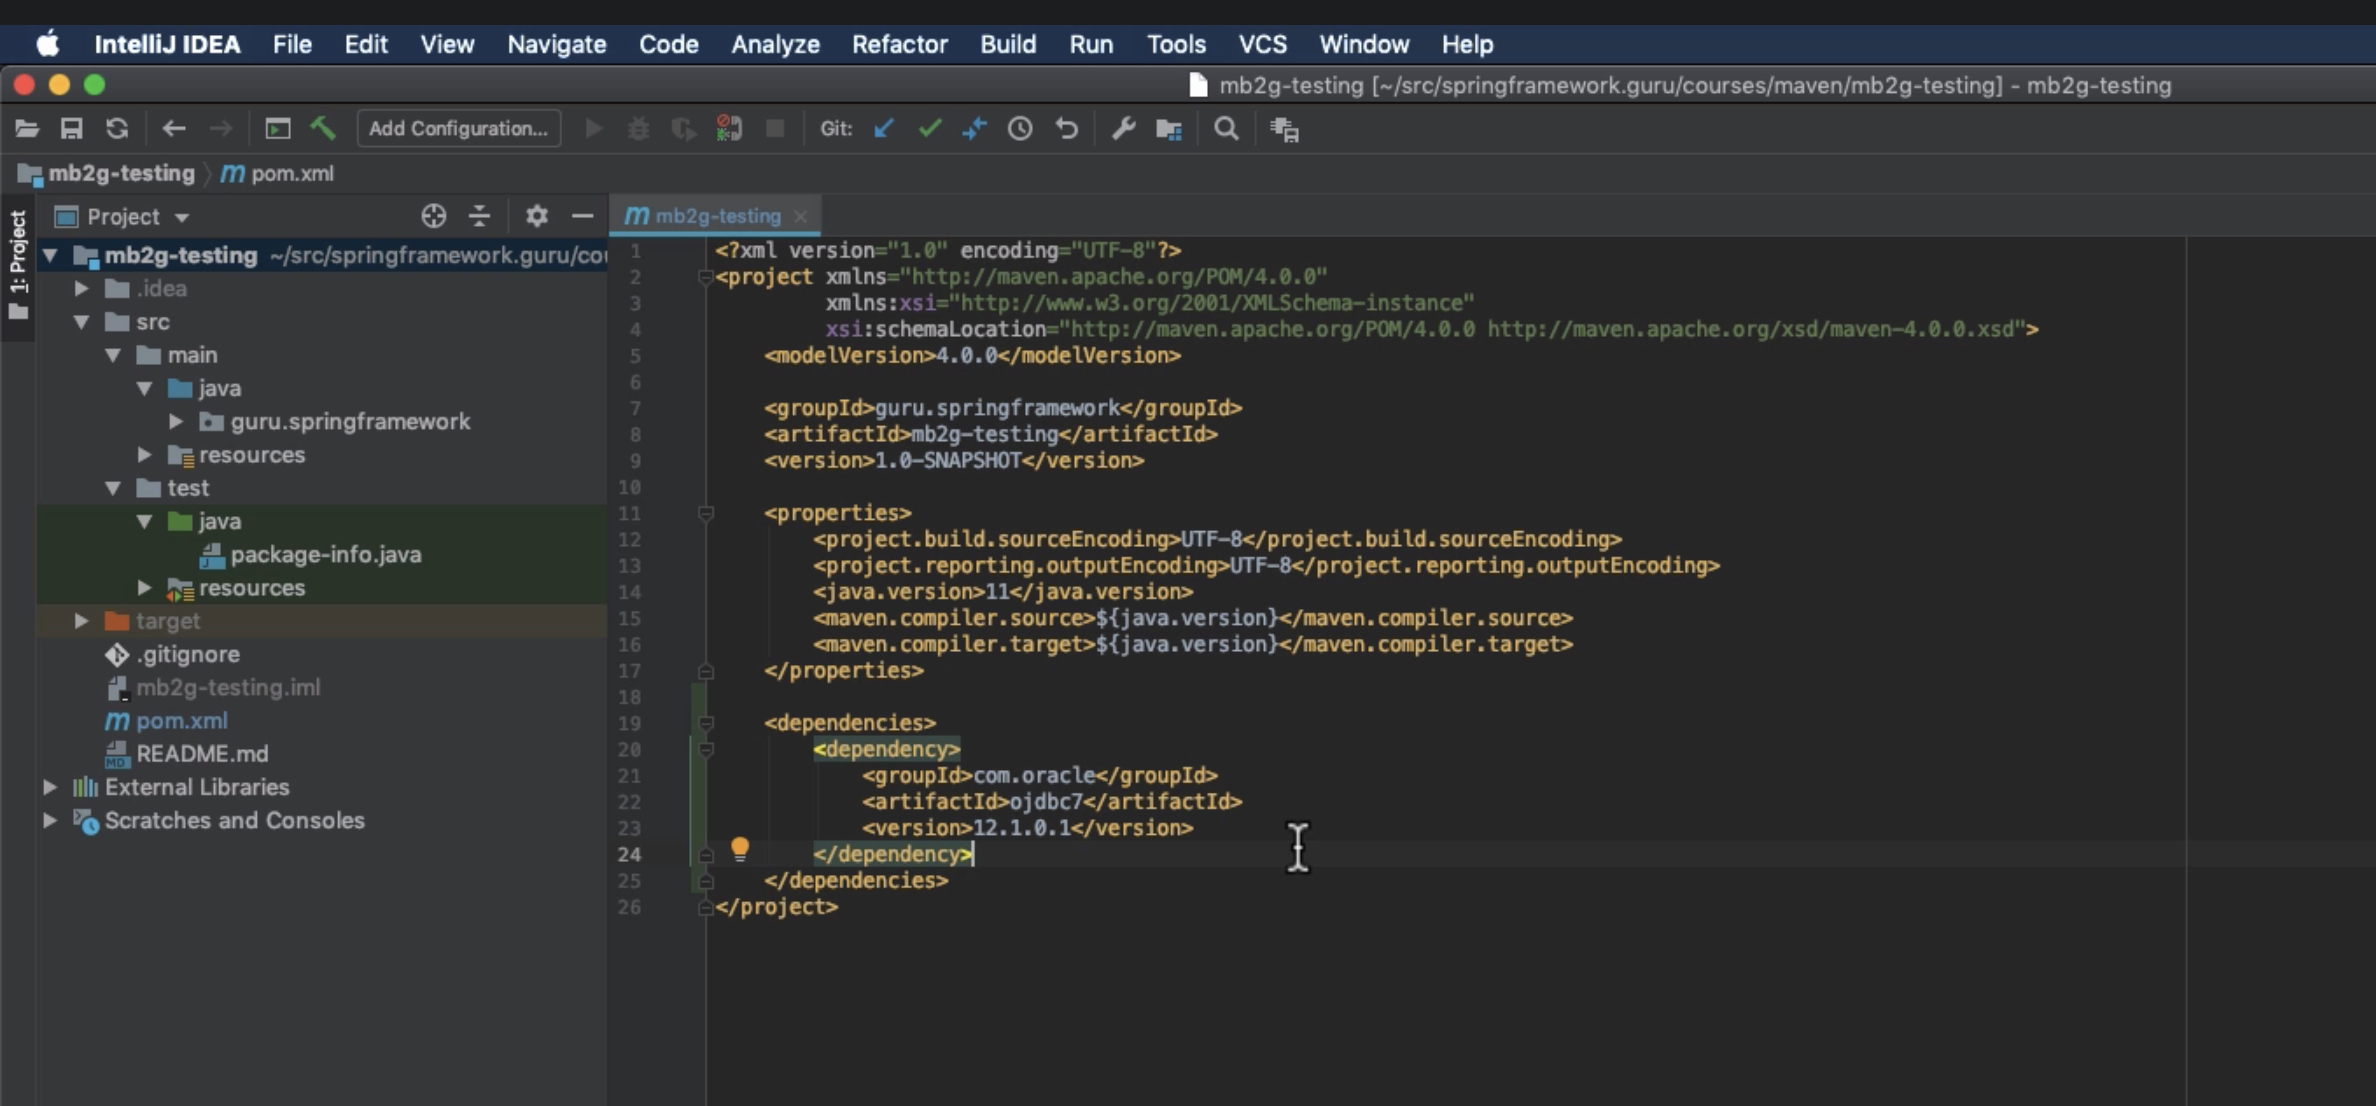 IntelliJ IDEA File Edit View Navigate Code Analyze Refactor Build Run Tools VCS Window Help
mb2g-testing [~/src/springframework.guru/courses/maven/mb2g-testing] - mb2g-testing
Add Configuration... Git:
mb2g-testing pom.xml
1: Project
Project
mb2g-testing ~/src/springframework.guru/cou
.idea
src
main
java
guru.springframework
resources
test
java
package-info.java
resources
target
.gitignore
mb2g-testing.iml
pom.xml
README.md
External Libraries
Scratches and Consoles
mb2g-testing
1 <?xml version="1.0" encoding="UTF-8"?>
2 <project xmlns="http://maven.apache.org/POM/4.0.0"
3 xmlns:xsi="http://www.w3.org/2001/XMLSchema-instance"
4 xsi:schemaLocation="http://maven.apache.org/POM/4.0.0 http://maven.apache.org/xsd/maven-4.0.0.xsd">
5 <modelVersion>4.0.0</modelVersion>
6
7 <groupId>guru.springframework</groupId>
8 <artifactId>mb2g-testing</artifactId>
9 <version>1.0-SNAPSHOT</version>
10
11 <properties>
12 <project.build.sourceEncoding>UTF-8</project.build.sourceEncoding>
13 <project.reporting.outputEncoding>UTF-8</project.reporting.outputEncoding>
14 <java.version>11</java.version>
15 <maven.compiler.source>${java.version}</maven.compiler.source>
16 <maven.compiler.target>${java.version}</maven.compiler.target>
17 </properties>
18
19 <dependencies>
20 <dependency>
21 <groupId>com.oracle</groupId>
22 <artifactId>ojdbc7</artifactId>
23 <version>12.1.0.1</version>
24 </dependency>
25 </dependencies>
26 </project>